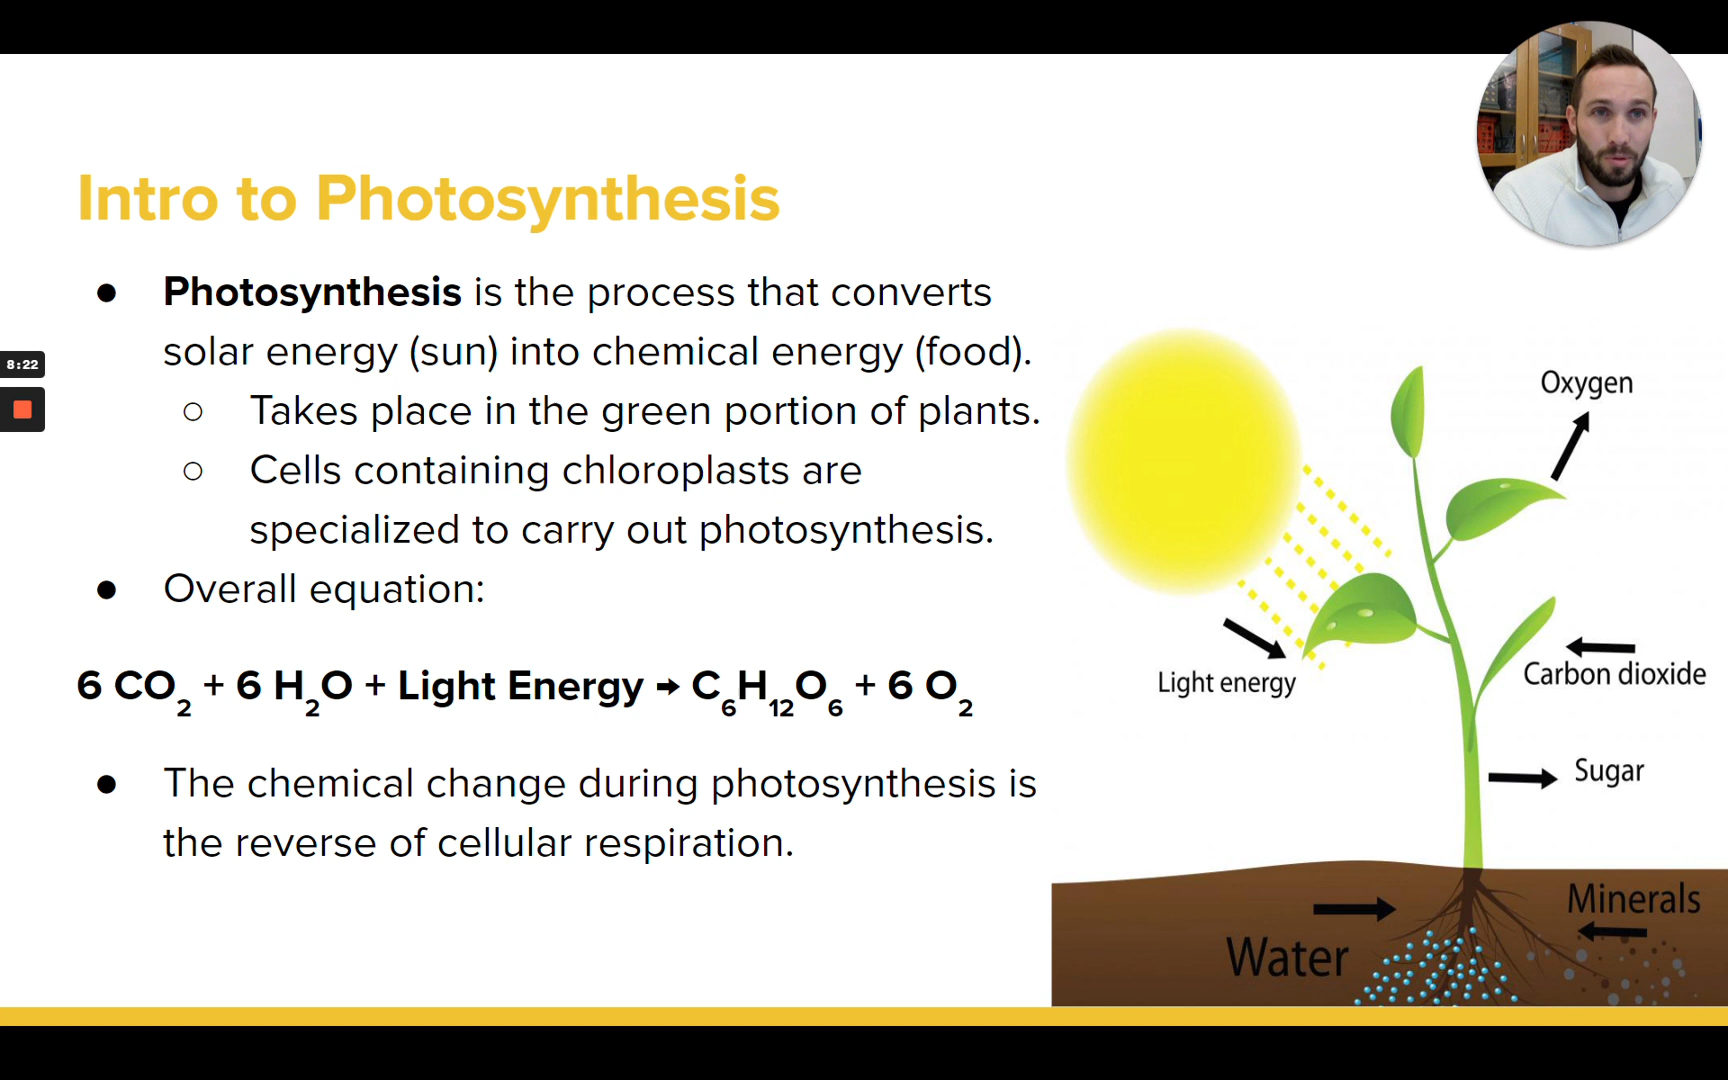 Intro to Photosynthesis
● Photosynthesis is the process that converts
solar energy (sun) into chemical energy (food).
○ Takes place in the green portion of plants.
○ Cells containing chloroplasts are
specialized to carry out photosynthesis.
● Overall equation:
6 CO₂ + 6 H₂O + Light Energy → C₆H₁₂O₆ + 6 O₂
● The chemical change during photosynthesis is
the reverse of cellular respiration.
8:22
Oxygen
Light energy
Carbon dioxide
Sugar
Minerals
Water